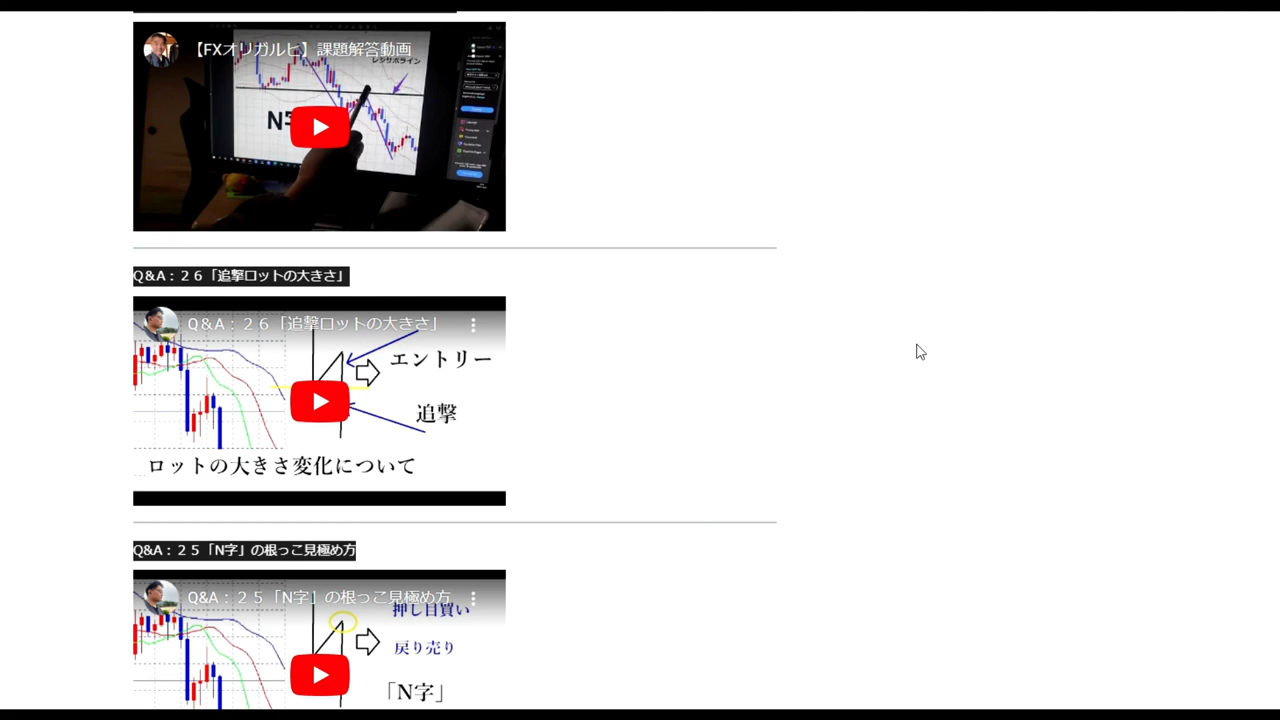 【FXオリガルヒ】課題解答動画
レジサポライン
Q&A：２６「追撃ロットの大きさ」
Q&A：２６「追撃ロットの大きさ」
エントリー
追撃
ロットの大きさ変化について
Q&A：２５「N字」の根っこ見極め方
Q&A：２５「N字」の根っこ見極め方
押し目買い
戻り売り
「N字」